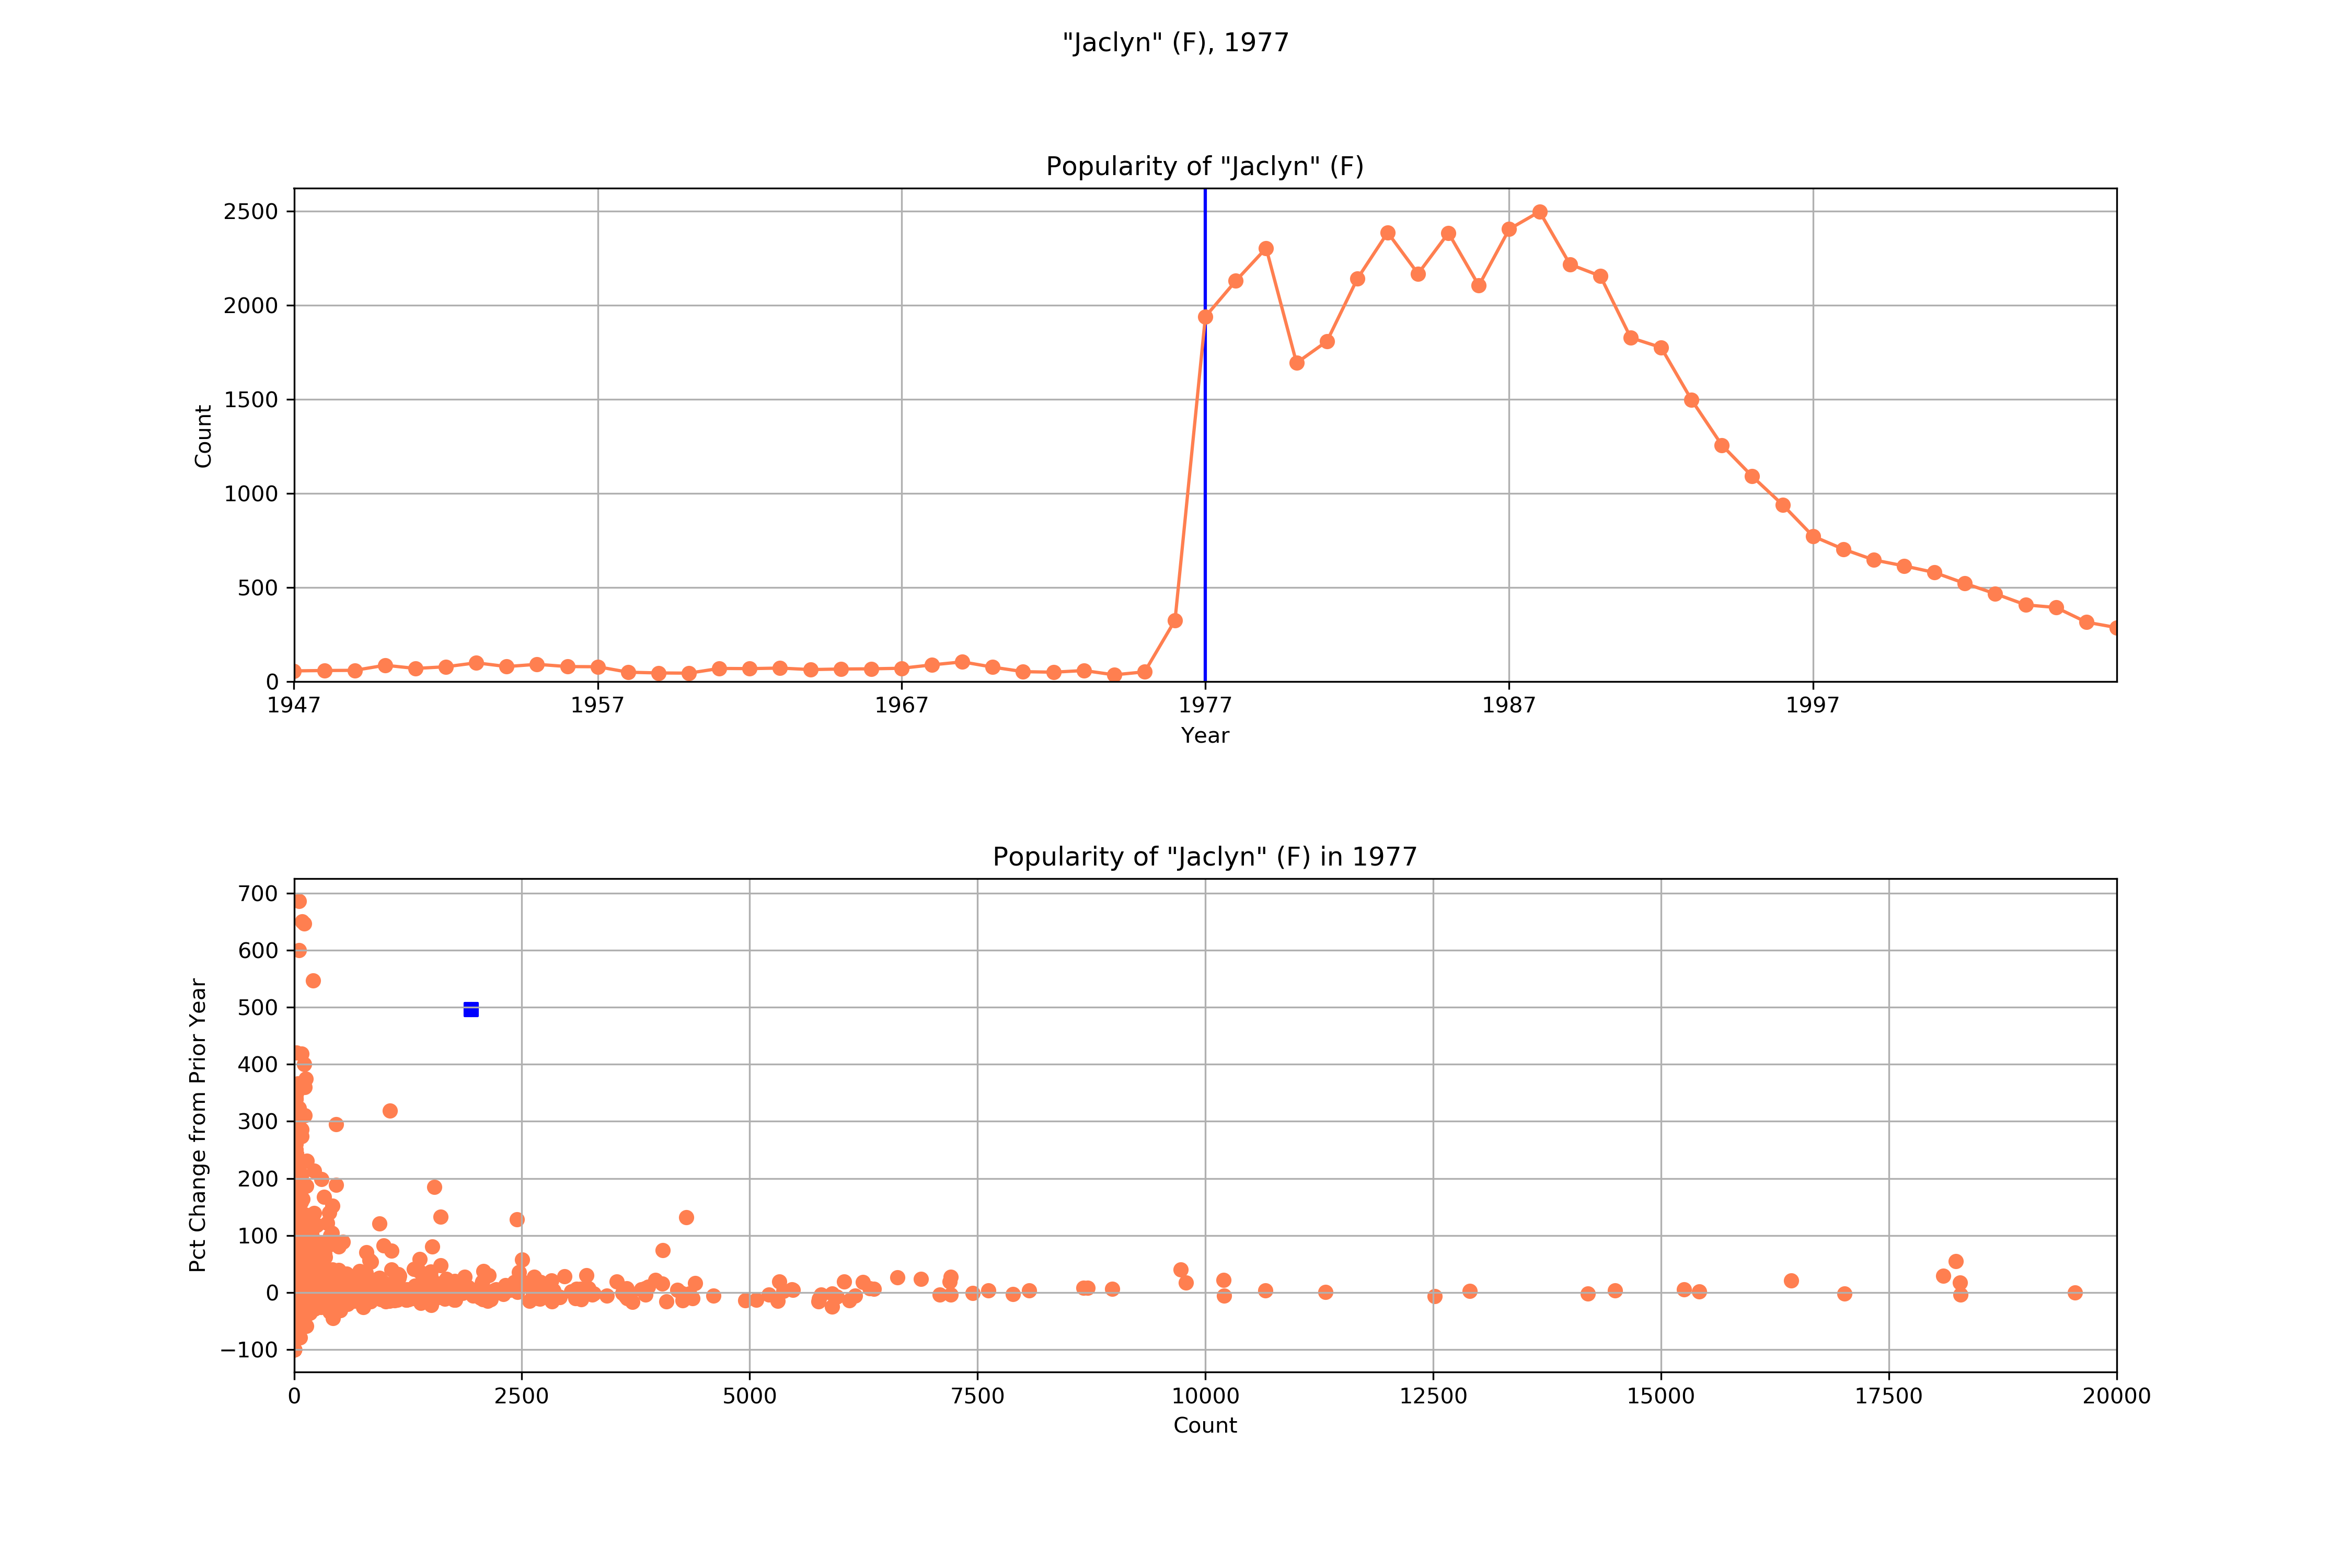 "Jaclyn" (F), 1977
Popularity of "Jaclyn" (F)
2500
2000
1500
1000
500
0
Count
1947 1957 1967 1977 1987 1997
Year
Popularity of "Jaclyn" (F) in 1977
700
600
500
400
300
200
100
0
−100
Pct Change from Prior Year
0 2500 5000 7500 10000 12500 15000 17500 20000
Count